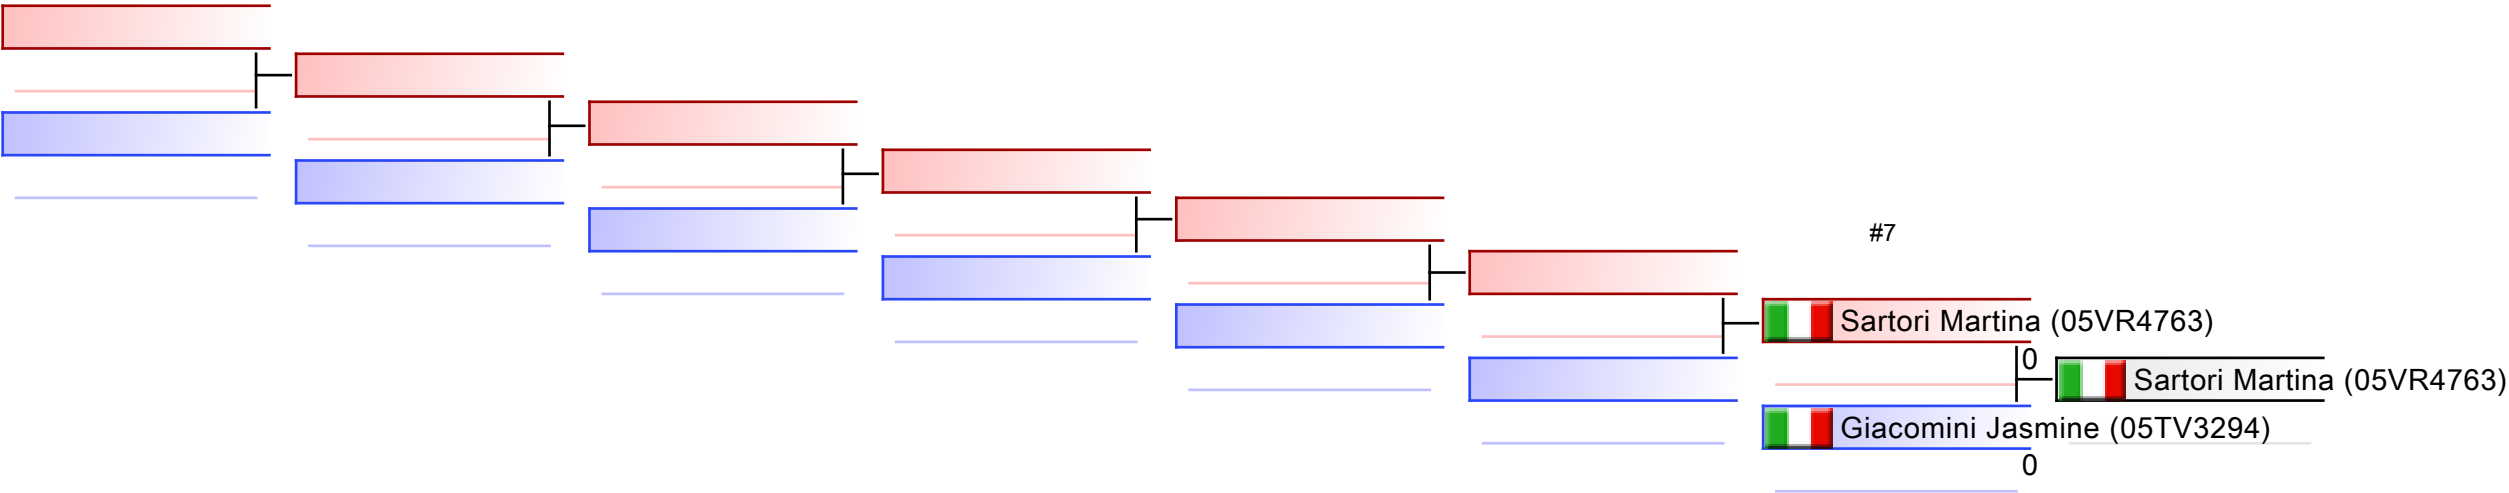 #7
Sartori Martina (05VR4763)
0
Sartori Martina (05VR4763)
Giacomini Jasmine (05TV3294)
0